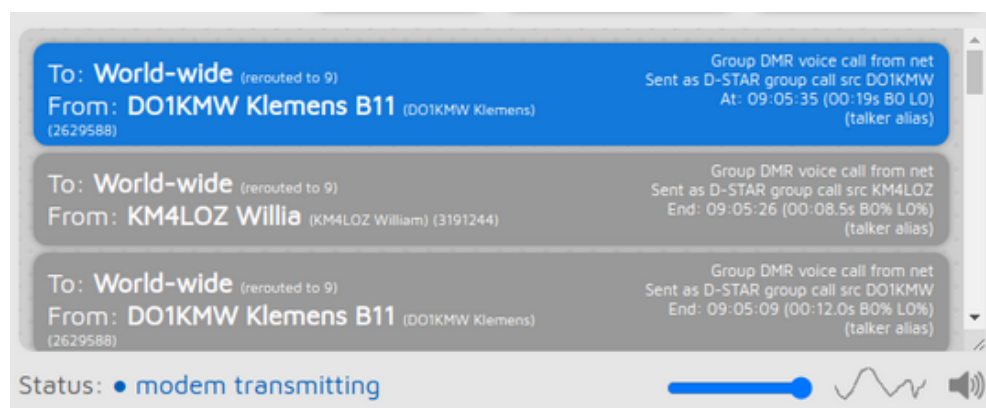 To: World-wide (rerouted to 9)
From: DO1KMW Klemens B11 (DO1KMW Klemens)
(2629588)
Group DMR voice call from net
Sent as D-STAR group call src DO1KMW
At: 09:05:35 (00:19s B0 L0)
(talker alias)
To: World-wide (rerouted to 9)
From: KM4LOZ Willia (KM4LOZ William) (3191244)
Group DMR voice call from net
Sent as D-STAR group call src KM4LOZ
End: 09:05:26 (00:08.5s B0% L0%)
(talker alias)
To: World-wide (rerouted to 9)
From: DO1KMW Klemens B11 (DO1KMW Klemens)
(2629588)
Group DMR voice call from net
Sent as D-STAR group call src DO1KMW
End: 09:05:09 (00:12.0s B0% L0%)
(talker alias)
Status: ● modem transmitting